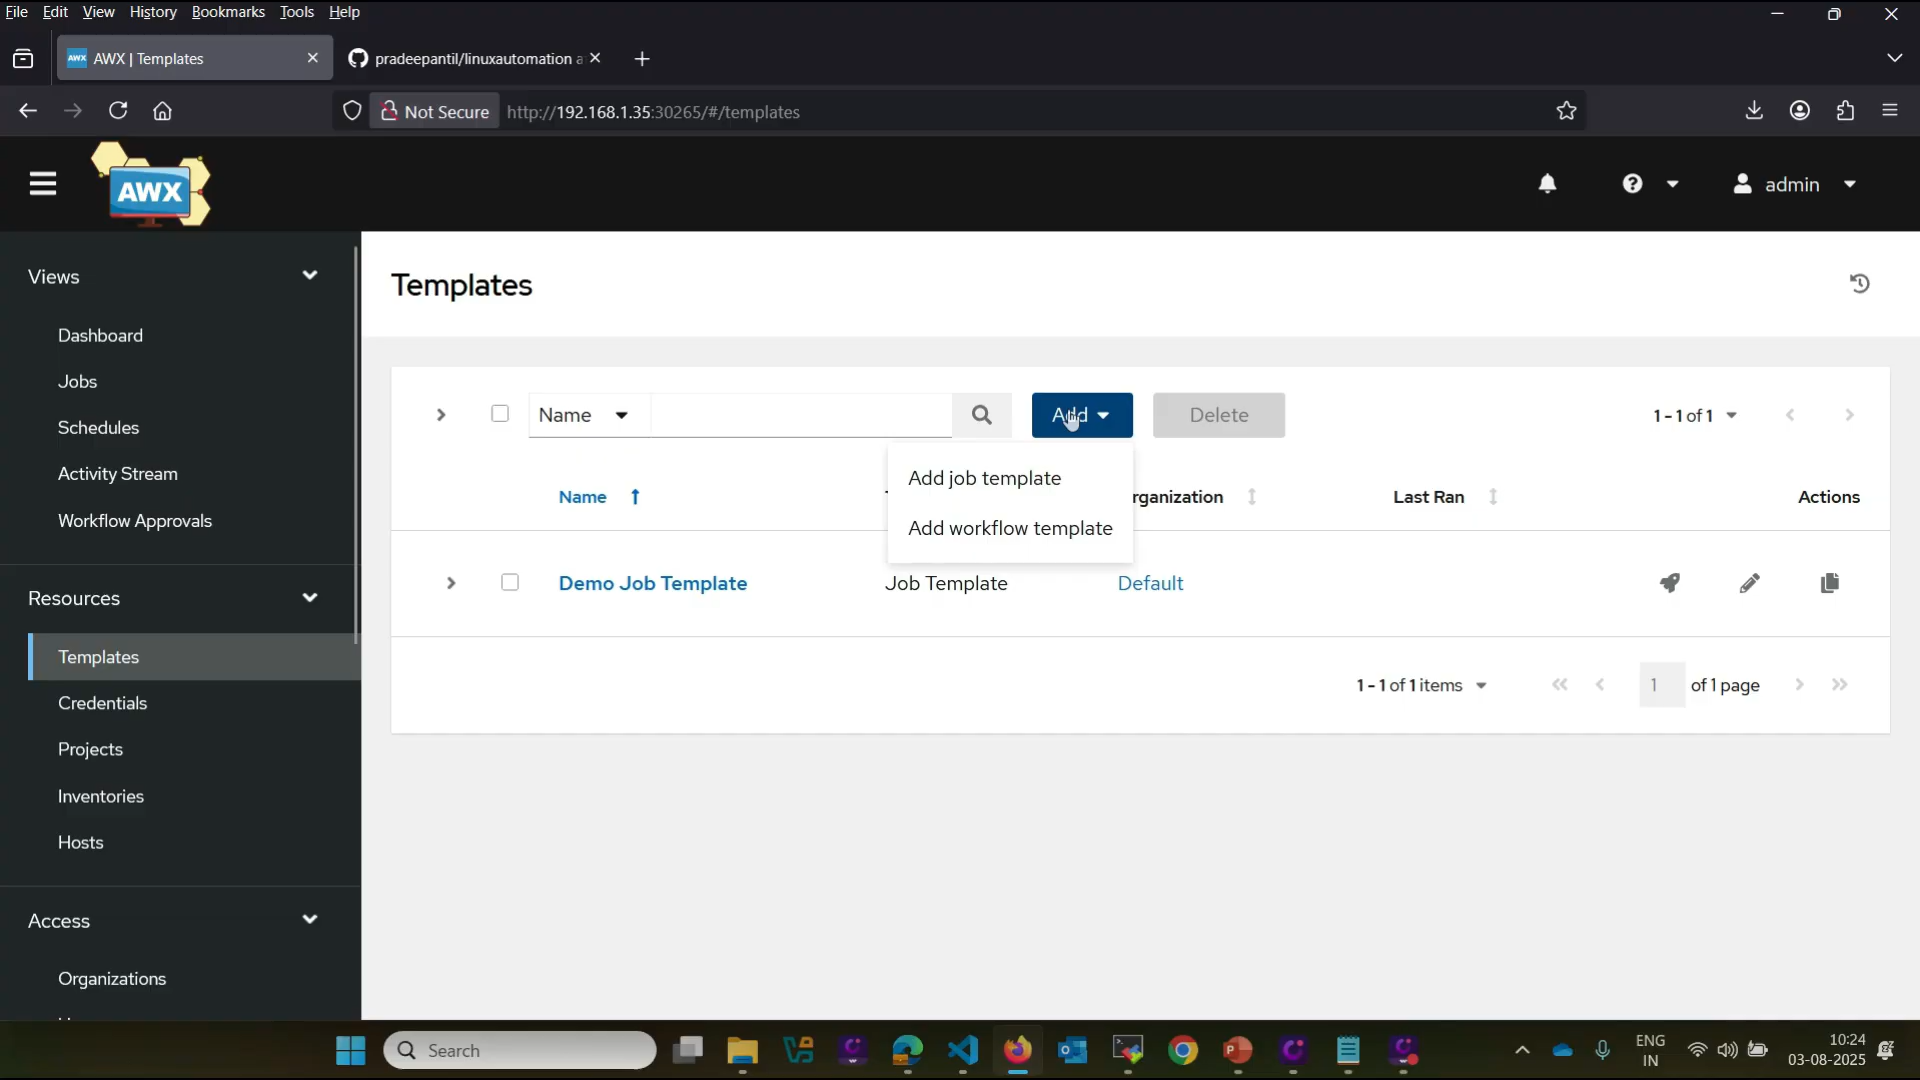 File Edit View History Bookmarks Tools Help
AWX AWX | Templates
pradeepantil/linuxautomation a
Not Secure http://192.168.1.35:30265/#/templates
AWX
admin
Views
Dashboard
Jobs
Schedules
Activity Stream
Workflow Approvals
Resources
Templates
Credentials
Projects
Inventories
Hosts
Access
Organizations
Templates
Name
Add
Delete
1 - 1 of 1
Add job template
Add workflow template
Name
rganization
Last Ran
Actions
Demo Job Template
Job Template
Default
1 - 1 of 1 items
1 of 1 page
Search
ENG
IN
10:24
03-08-2025